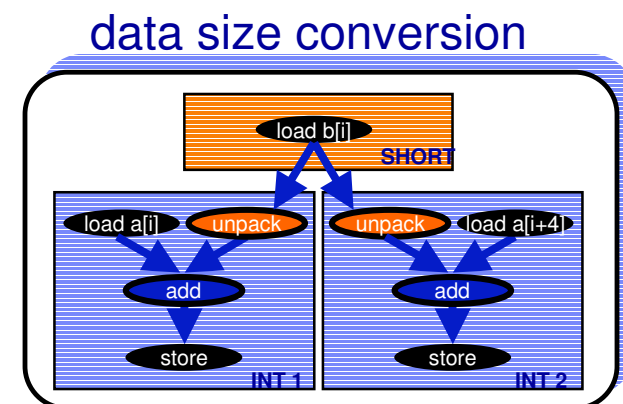 data size conversion
load b[i]
SHORT
load a[i] unpack unpack load a[i+4]
add add
store store
INT 1 INT 2